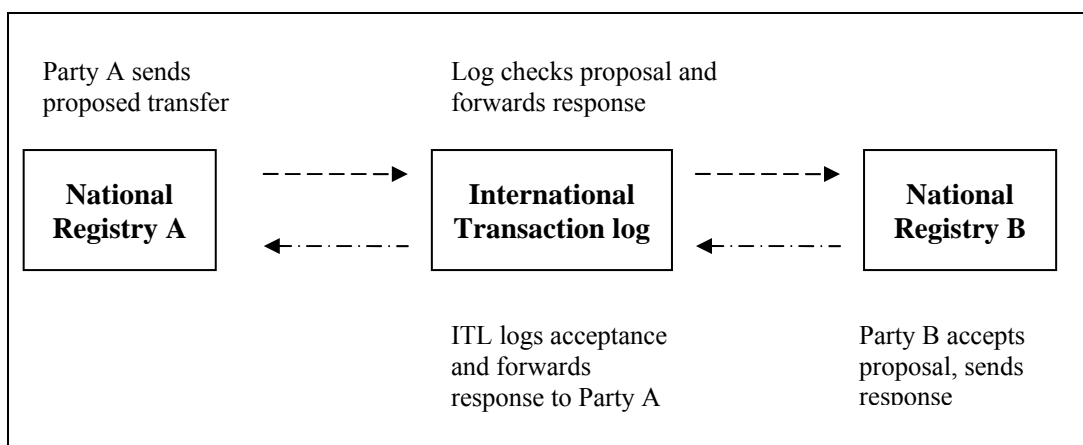 Party A sends
proposed transfer
Log checks proposal and
forwards response
National
Registry A
International
Transaction log
National
Registry B
ITL logs acceptance
and forwards
response to Party A
Party B accepts
proposal, sends
response